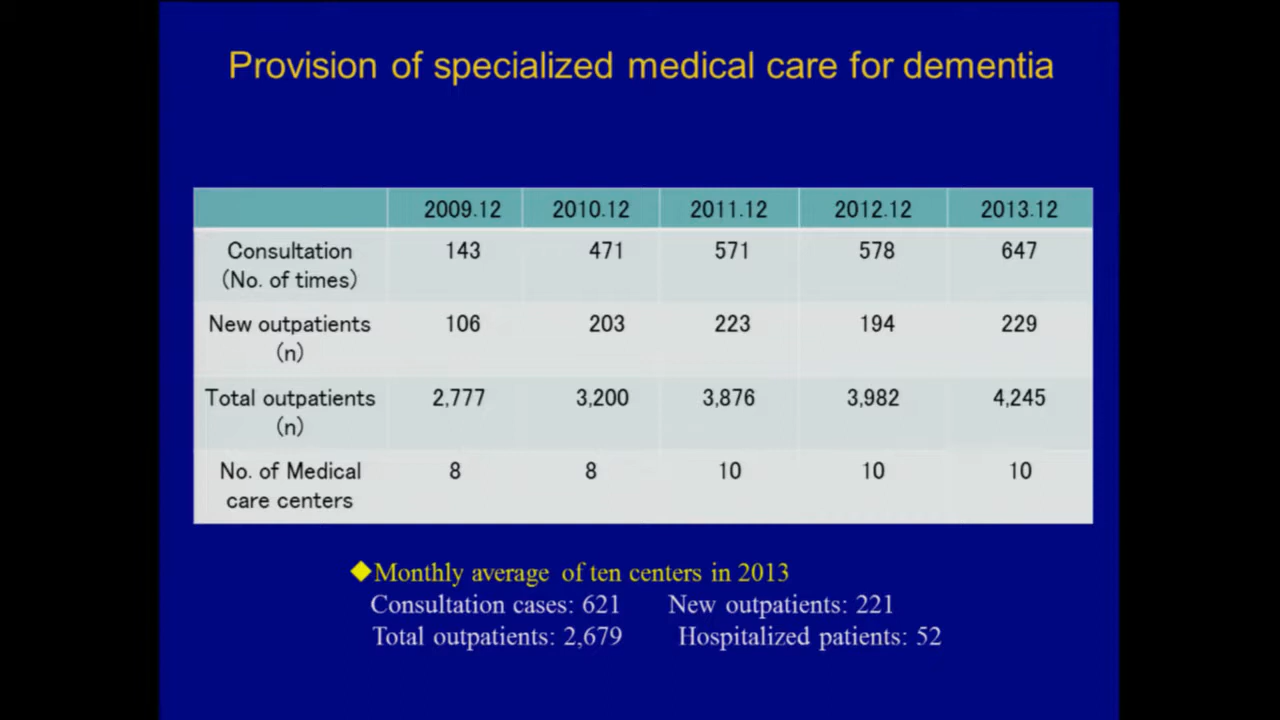 Provision of specialized medical care for dementia
2009.12 2010.12 2011.12 2012.12 2013.12
Consultation 143 471 571 578 647
(No. of times)
New outpatients 106 203 223 194 229
(n)
Total outpatients 2,777 3,200 3,876 3,982 4,245
(n)
No. of Medical 8 8 10 10 10
care centers
◆Monthly average of ten centers in 2013
Consultation cases: 621 New outpatients: 221
Total outpatients: 2,679 Hospitalized patients: 52